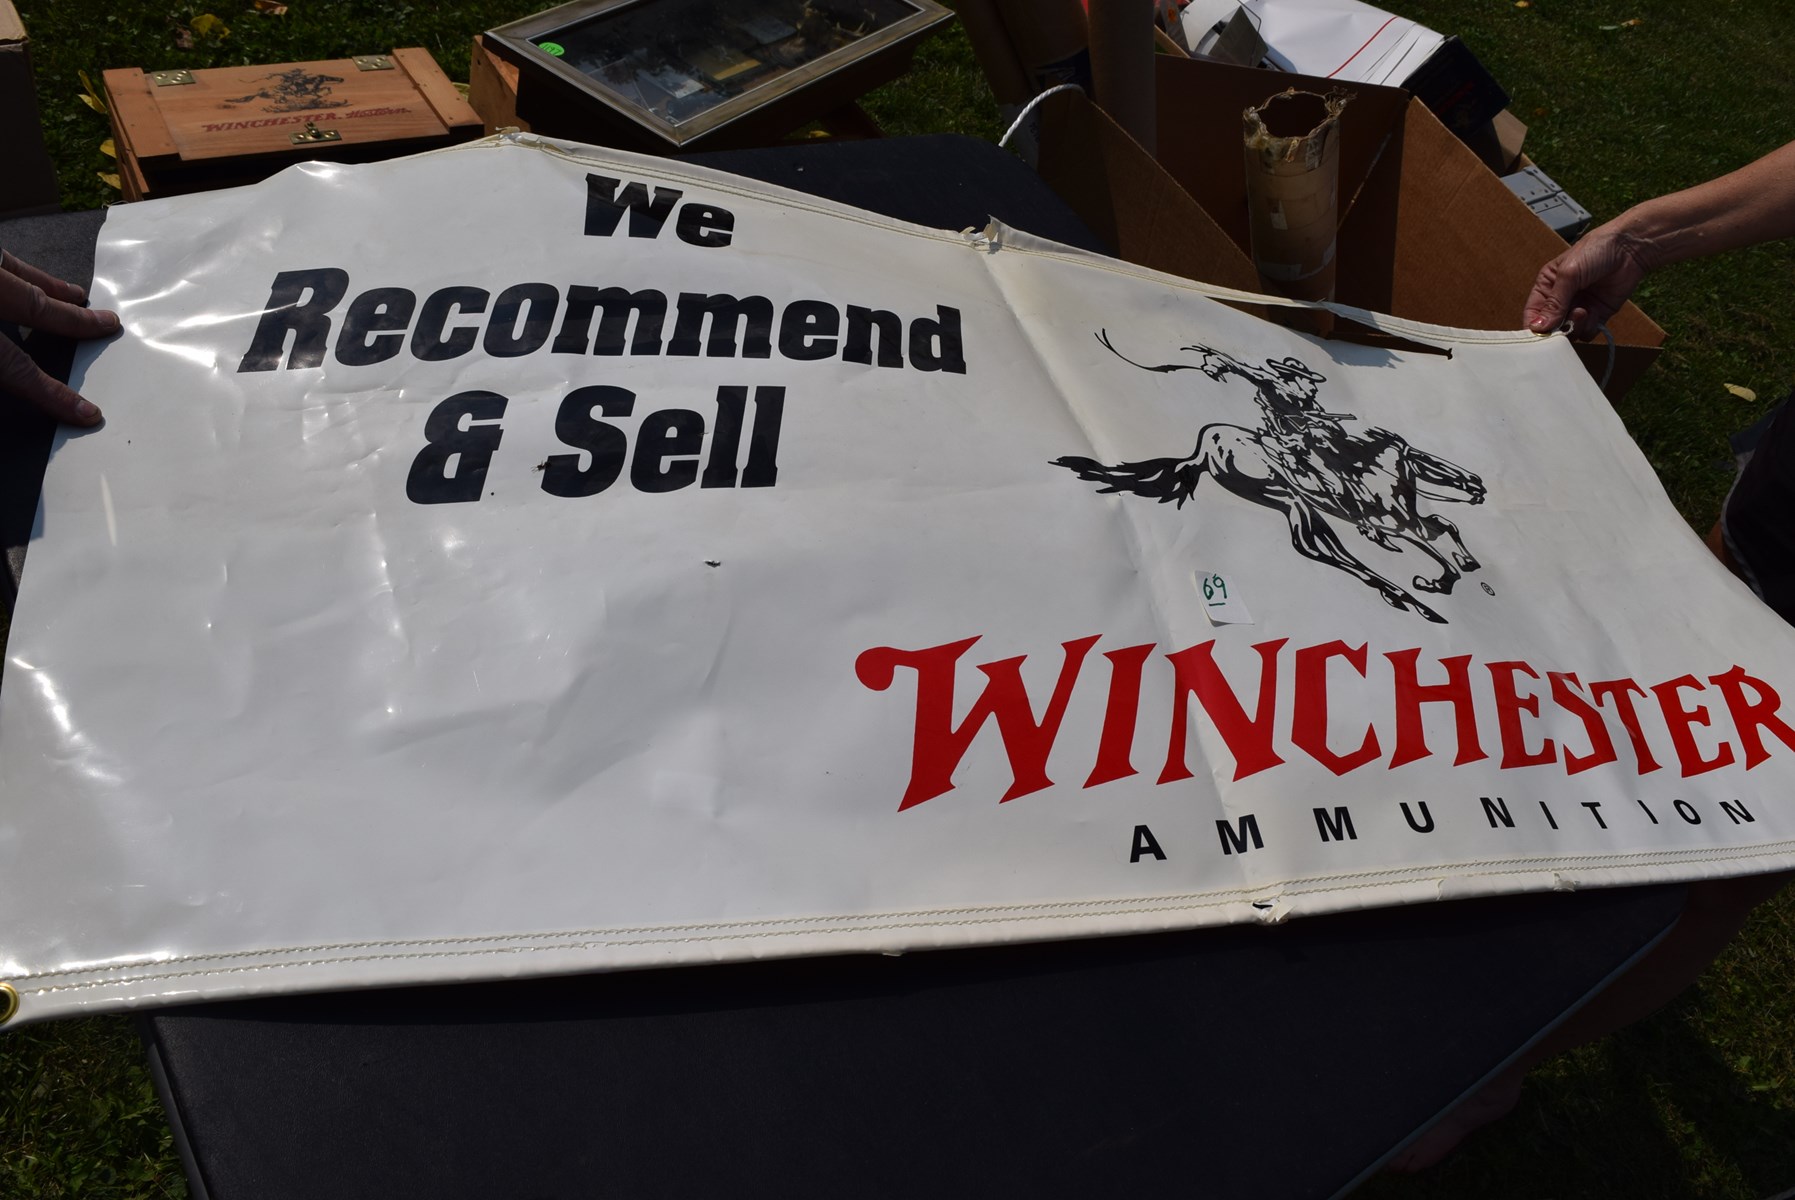 WINCHESTER
We
Recommend
& Sell
69
®
WINCHESTER
AMMUNITION